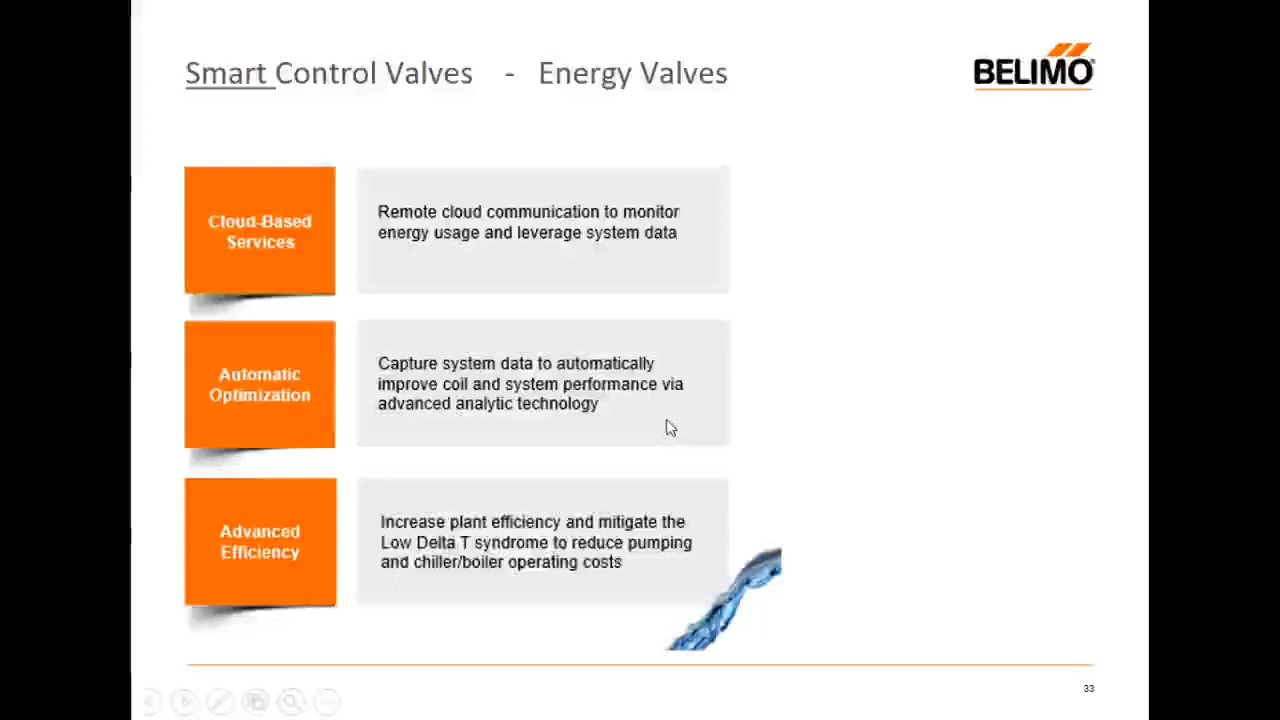 Smart Control Valves - Energy Valves
BELIMO
Cloud-Based
Services
Remote cloud communication to monitor
energy usage and leverage system data
Automatic
Optimization
Capture system data to automatically
improve coil and system performance via
advanced analytic technology
Advanced
Efficiency
Increase plant efficiency and mitigate the
Low Delta T syndrome to reduce pumping
and chiller/boiler operating costs
33